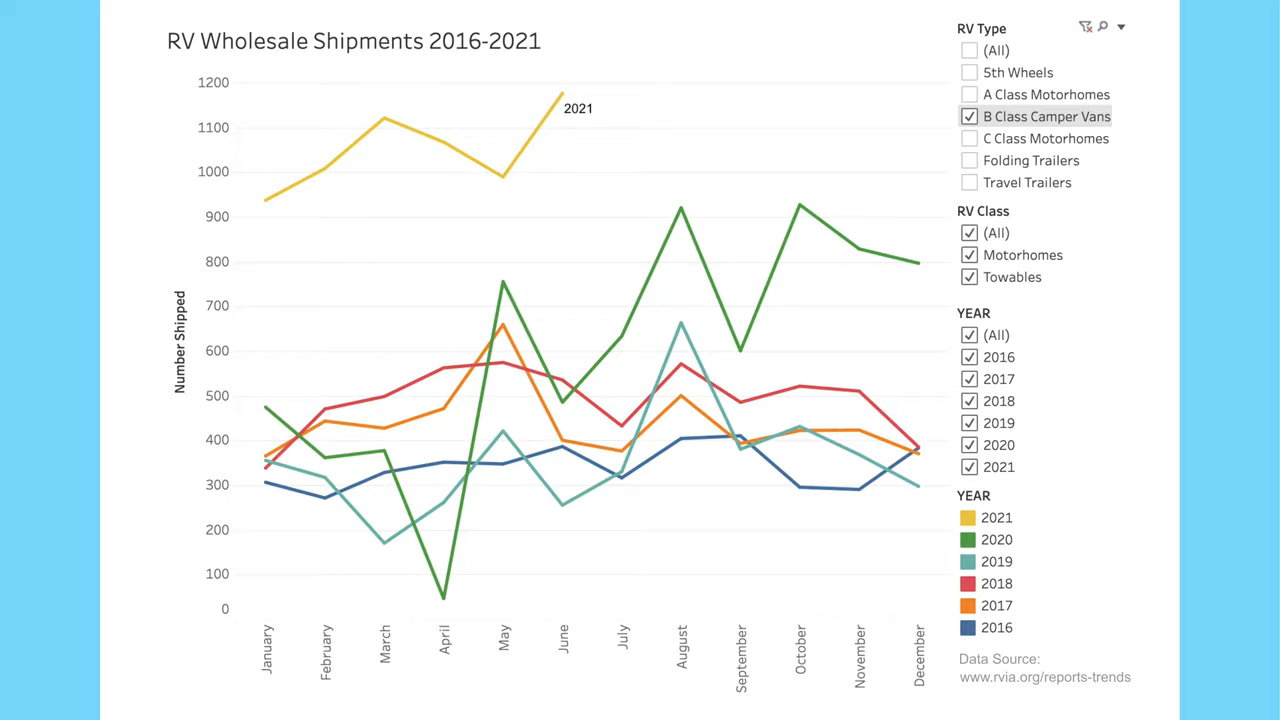 RV Wholesale Shipments 2016-2021
1200
1100
1000
900
800
700
600
500
400
300
200
100
0
Number Shipped
2021
January
February
March
April
May
June
July
August
September
October
November
December
RV Type
(All)
5th Wheels
A Class Motorhomes
B Class Camper Vans
C Class Motorhomes
Folding Trailers
Travel Trailers
RV Class
(All)
Motorhomes
Towables
YEAR
(All)
2016
2017
2018
2019
2020
2021
YEAR
2021
2020
2019
2018
2017
2016
Data Source:
www.rvia.org/reports-trends